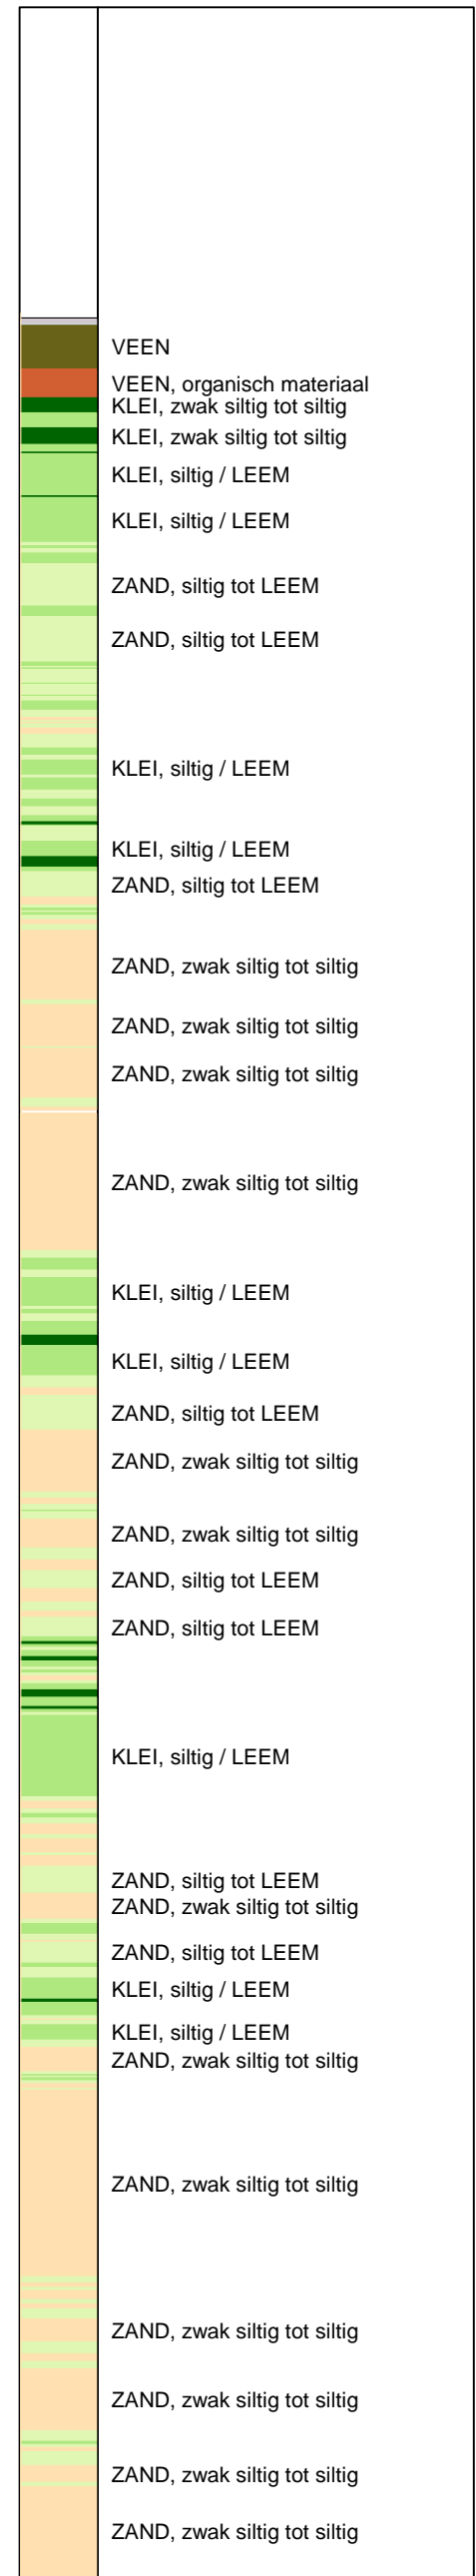 VEEN
VEEN, organisch materiaal
KLEI, zwak siltig tot siltig
KLEI, zwak siltig tot siltig
KLEI, siltig / LEEM
KLEI, siltig / LEEM
ZAND, siltig tot LEEM
ZAND, siltig tot LEEM
KLEI, siltig / LEEM
KLEI, siltig / LEEM
ZAND, siltig tot LEEM
ZAND, zwak siltig tot siltig
ZAND, zwak siltig tot siltig
ZAND, zwak siltig tot siltig
ZAND, zwak siltig tot siltig
KLEI, siltig / LEEM
KLEI, siltig / LEEM
ZAND, siltig tot LEEM
ZAND, zwak siltig tot siltig
ZAND, zwak siltig tot siltig
ZAND, siltig tot LEEM
ZAND, siltig tot LEEM
KLEI, siltig / LEEM
ZAND, siltig tot LEEM
ZAND, zwak siltig tot siltig
ZAND, siltig tot LEEM
KLEI, siltig / LEEM
KLEI, siltig / LEEM
ZAND, zwak siltig tot siltig
ZAND, zwak siltig tot siltig
ZAND, zwak siltig tot siltig
ZAND, zwak siltig tot siltig
ZAND, zwak siltig tot siltig
ZAND, zwak siltig tot siltig